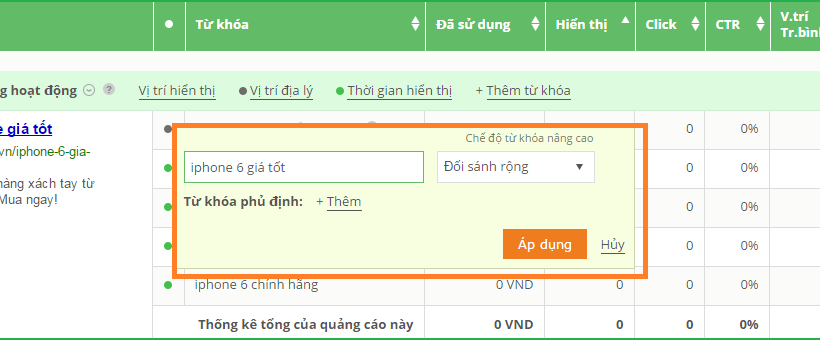 Từ khóa Đã sử dụng Hiển thị Click CTR V.trí
Tr.bìn
g hoạt động Vị trí hiển thị Vị trí địa lý Thời gian hiển thị + Thêm từ khóa
e giá tốt 0 0%
Chế độ từ khóa nâng cao
vn/iphone-6-gia-
iphone 6 giá tốt Đối sánh rộng 0 0%
hàng xách tay từ
Mua ngay!
Từ khóa phủ định: + Thêm 0 0%
Áp dụng Hủy 0 0%
iphone 6 chính hãng 0 VND 0 0 0%
Thống kê tổng của quảng cáo này 0 VND 0 0 0%